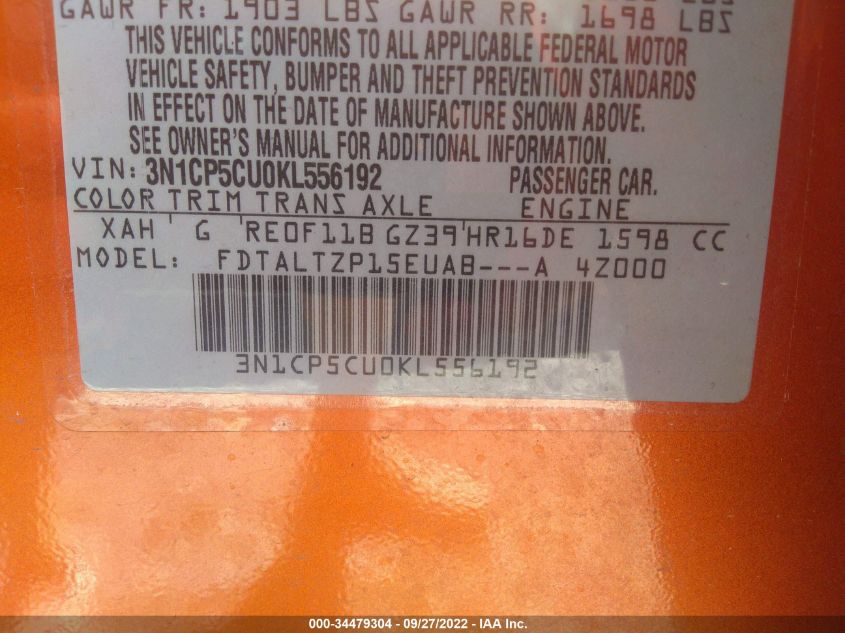 GAWR FR: 1903 LBS GAWR RR: 1698 LBS
THIS VEHICLE CONFORMS TO ALL APPLICABLE FEDERAL MOTOR
VEHICLE SAFETY, BUMPER AND THEFT PREVENTION STANDARDS
IN EFFECT ON THE DATE OF MANUFACTURE SHOWN ABOVE.
SEE OWNER'S MANUAL FOR ADDITIONAL INFORMATION.
VIN: 3N1CP5CU0KL556192 PASSENGER CAR.
COLOR TRIM TRANS AXLE ENGINE
XAH ' G RE0F11B GZ39'HR16DE 1598 CC
MODEL: FDTALTZP15EUAB---A 4Z000
3N1CP5CU0KL556192
000-34479304 - 09/27/2022 - IAA Inc.